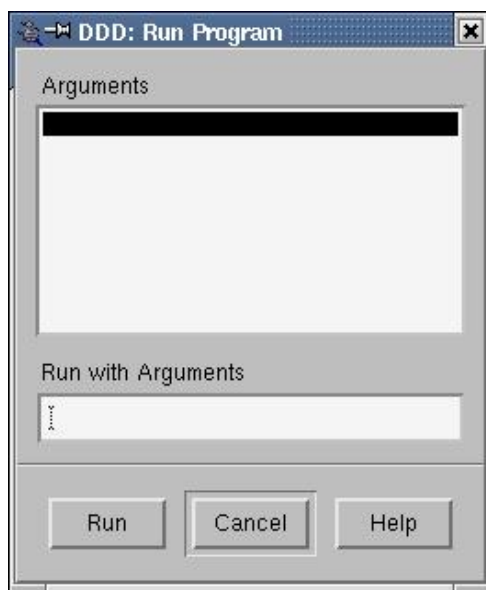 DDD: Run Program
Arguments
Run with Arguments
Run Cancel Help